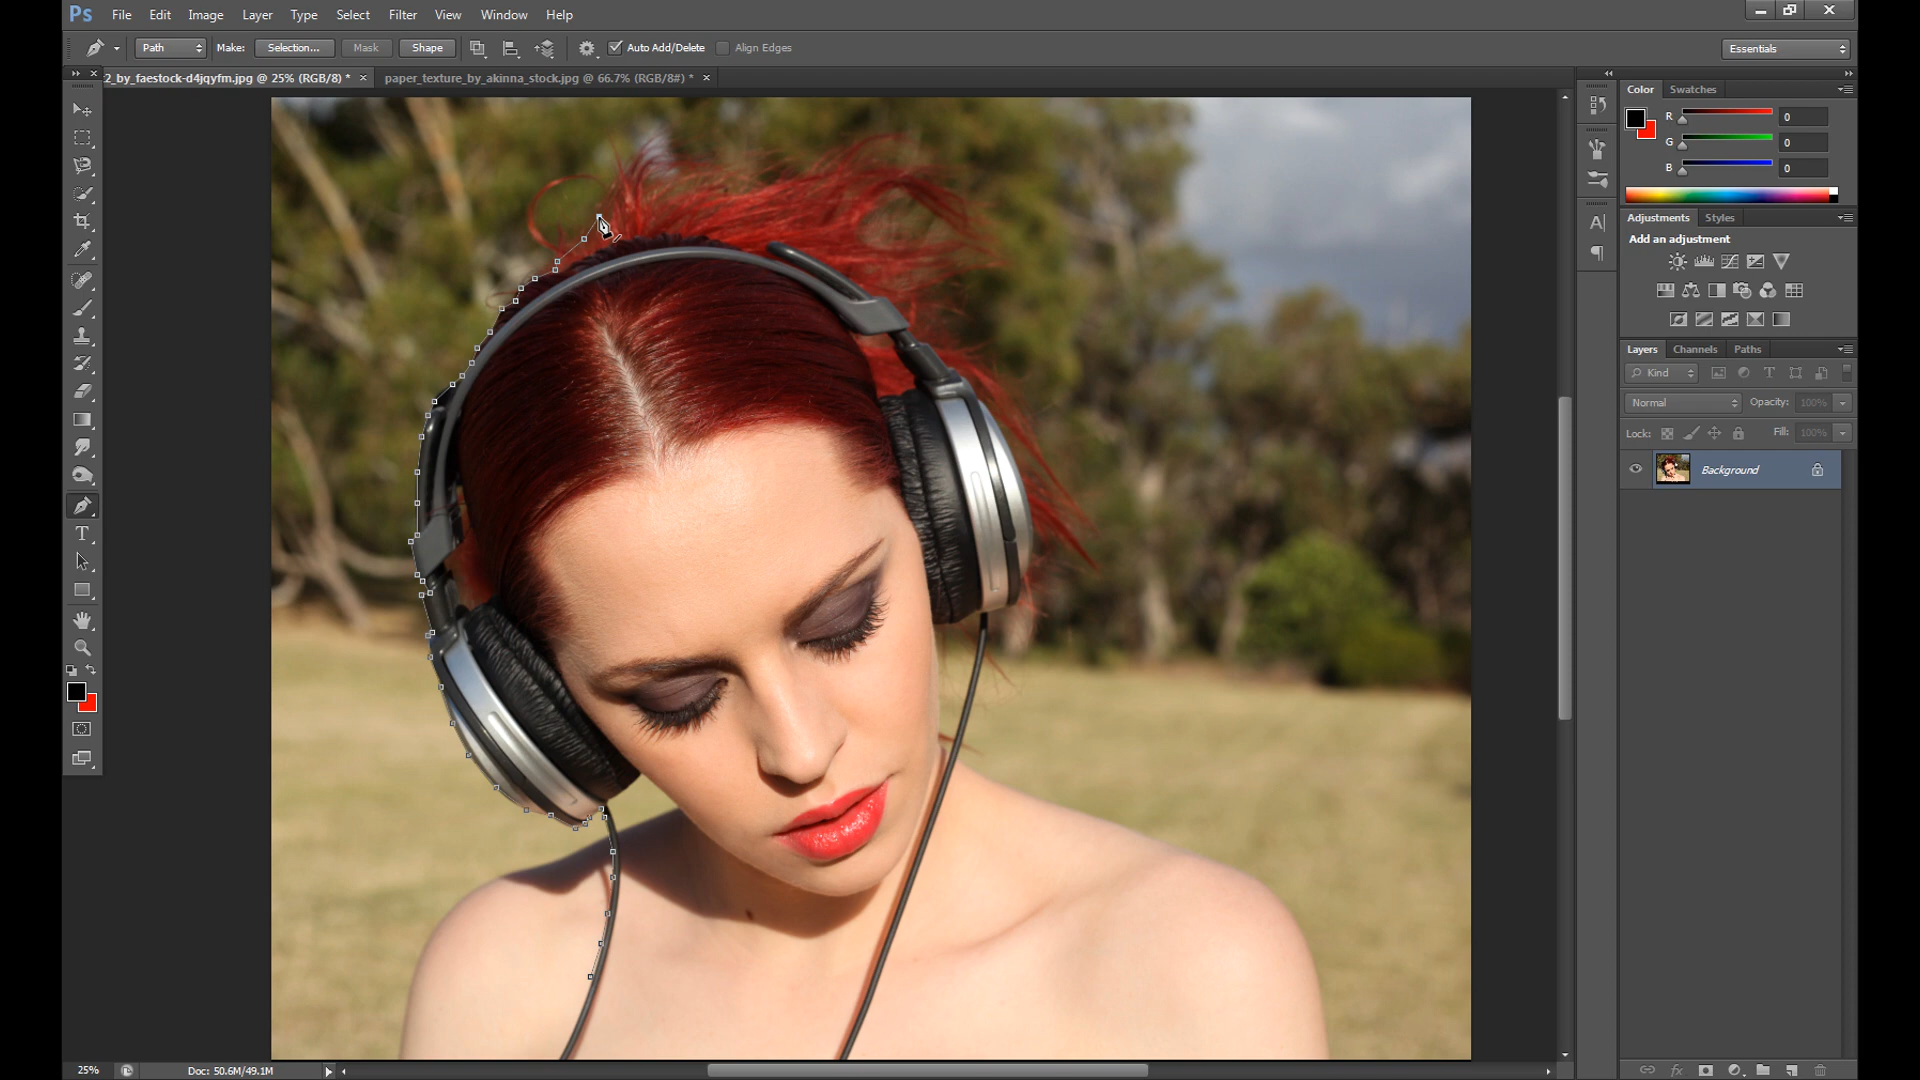 Ps File Edit Image Layer Type Select Filter View Window Help
Path Make: Selection... Mask Shape Auto Add/Delete Align Edges Essentials
2_by_faestock-d4jqyfm.jpg @ 25% (RGB/8) * × paper_texture_by_akinna_stock.jpg @ 66.7% (RGB/8#) * ×
Color Swatches
R 0
G 0
B 0
Adjustments Styles
Add an adjustment
Layers Channels Paths
Kind
Normal Opacity: 100%
Lock: Fill: 100%
Background
25% Doc: 50.6M/49.1M